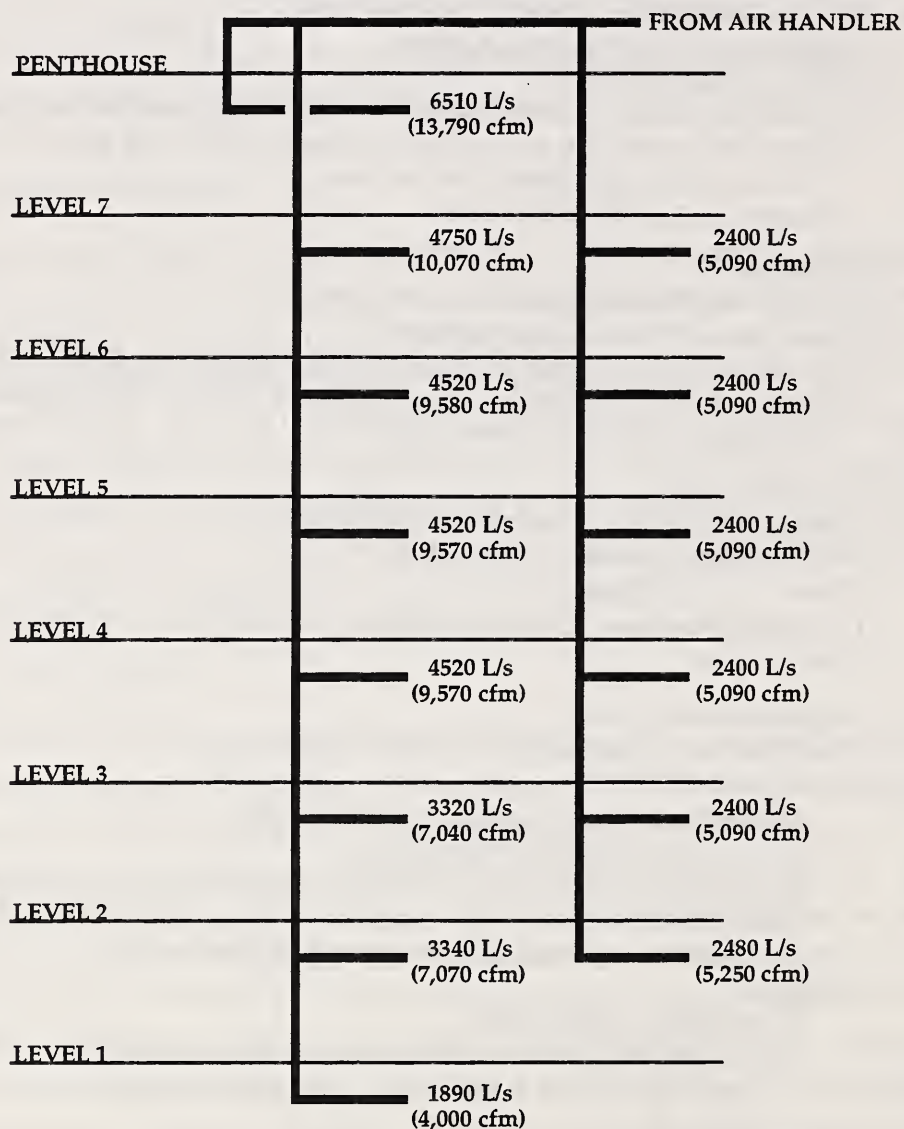 FROM AIR HANDLER
PENTHOUSE
6510 L/s
(13,790 cfm)
LEVEL 7
4750 L/s
(10,070 cfm)
2400 L/s
(5,090 cfm)
LEVEL 6
4520 L/s
(9,580 cfm)
2400 L/s
(5,090 cfm)
LEVEL 5
4520 L/s
(9,570 cfm)
2400 L/s
(5,090 cfm)
LEVEL 4
4520 L/s
(9,570 cfm)
2400 L/s
(5,090 cfm)
LEVEL 3
3320 L/s
(7,040 cfm)
2400 L/s
(5,090 cfm)
LEVEL 2
3340 L/s
(7,070 cfm)
2480 L/s
(5,250 cfm)
LEVEL 1
1890 L/s
(4,000 cfm)